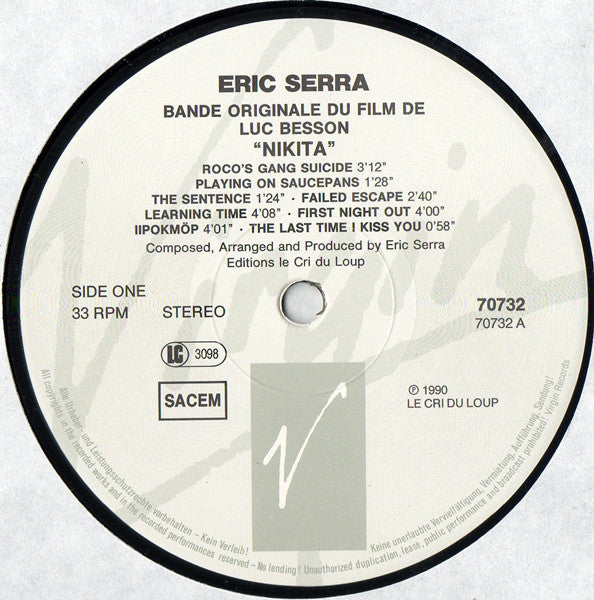 ERIC SERRA
BANDE ORIGINALE DU FILM DE
LUC BESSON
“NIKITA”
ROCO'S GANG SUICIDE 3'12"
PLAYING ON SAUCEPANS 1'28"
THE SENTENCE 1'24" · FAILED ESCAPE 2'40"
LEARNING TIME 4'08" · FIRST NIGHT OUT 4'00"
IIPOKMÖP 4'01" · THE LAST TIME I KISS YOU 0'58"
Composed, Arranged and Produced by Eric Serra
Editions le Cri du Loup
SIDE ONE
33 RPM STEREO
70732
70732 A
LC 3098
SACEM
℗ 1990
LE CRI DU LOUP
Virgin
V
Alle Urheber- und Leistungsschutzrechte vorbehalten – Kein Verleih! Keine unerlaubte Vervielfältigung, Vermietung, Aufführung, Sendung!
All copyrights in the recorded works and in the recorded performances reserved – No lending! Unauthorized duplication, lease, public performance and broadcast prohibited! Virgin Records